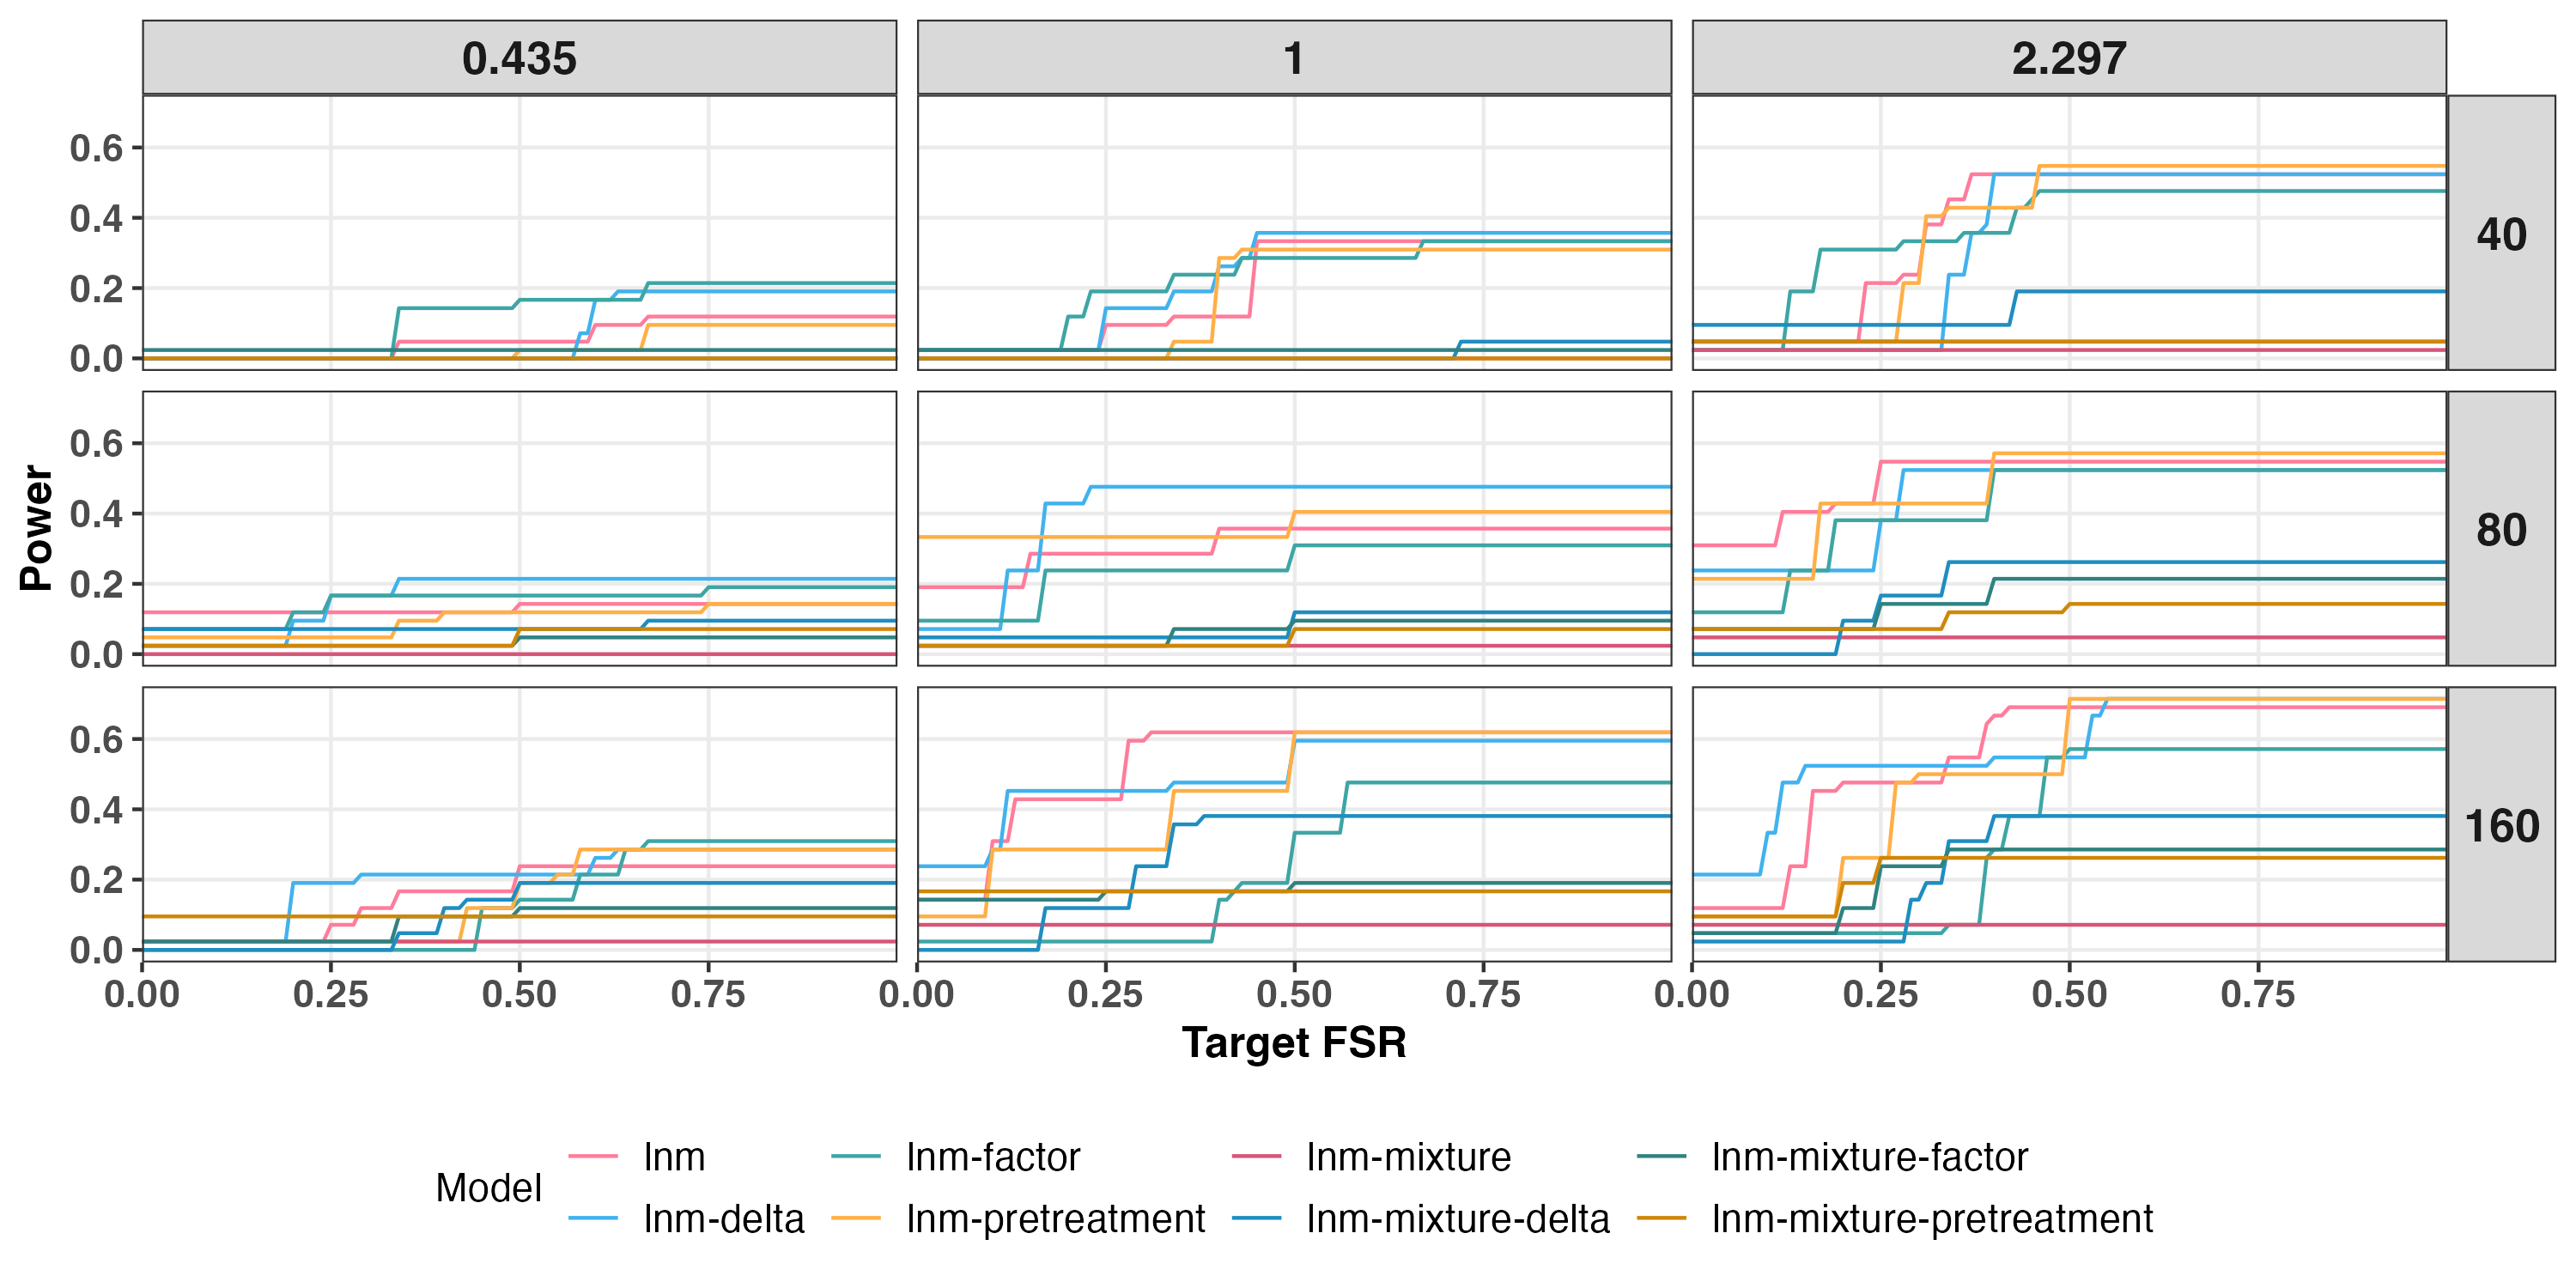 0.435 1 2.297
0.6
0.4
0.2
0.0
40
0.6
0.4
0.2
0.0
80
0.6
0.4
0.2
0.0
160
Power
0.00 0.25 0.50 0.75 0.00 0.25 0.50 0.75 0.00 0.25 0.50 0.75
Target FSR
Model
lnm lnm-factor lnm-mixture lnm-mixture-factor
lnm-delta lnm-pretreatment lnm-mixture-delta lnm-mixture-pretreatment